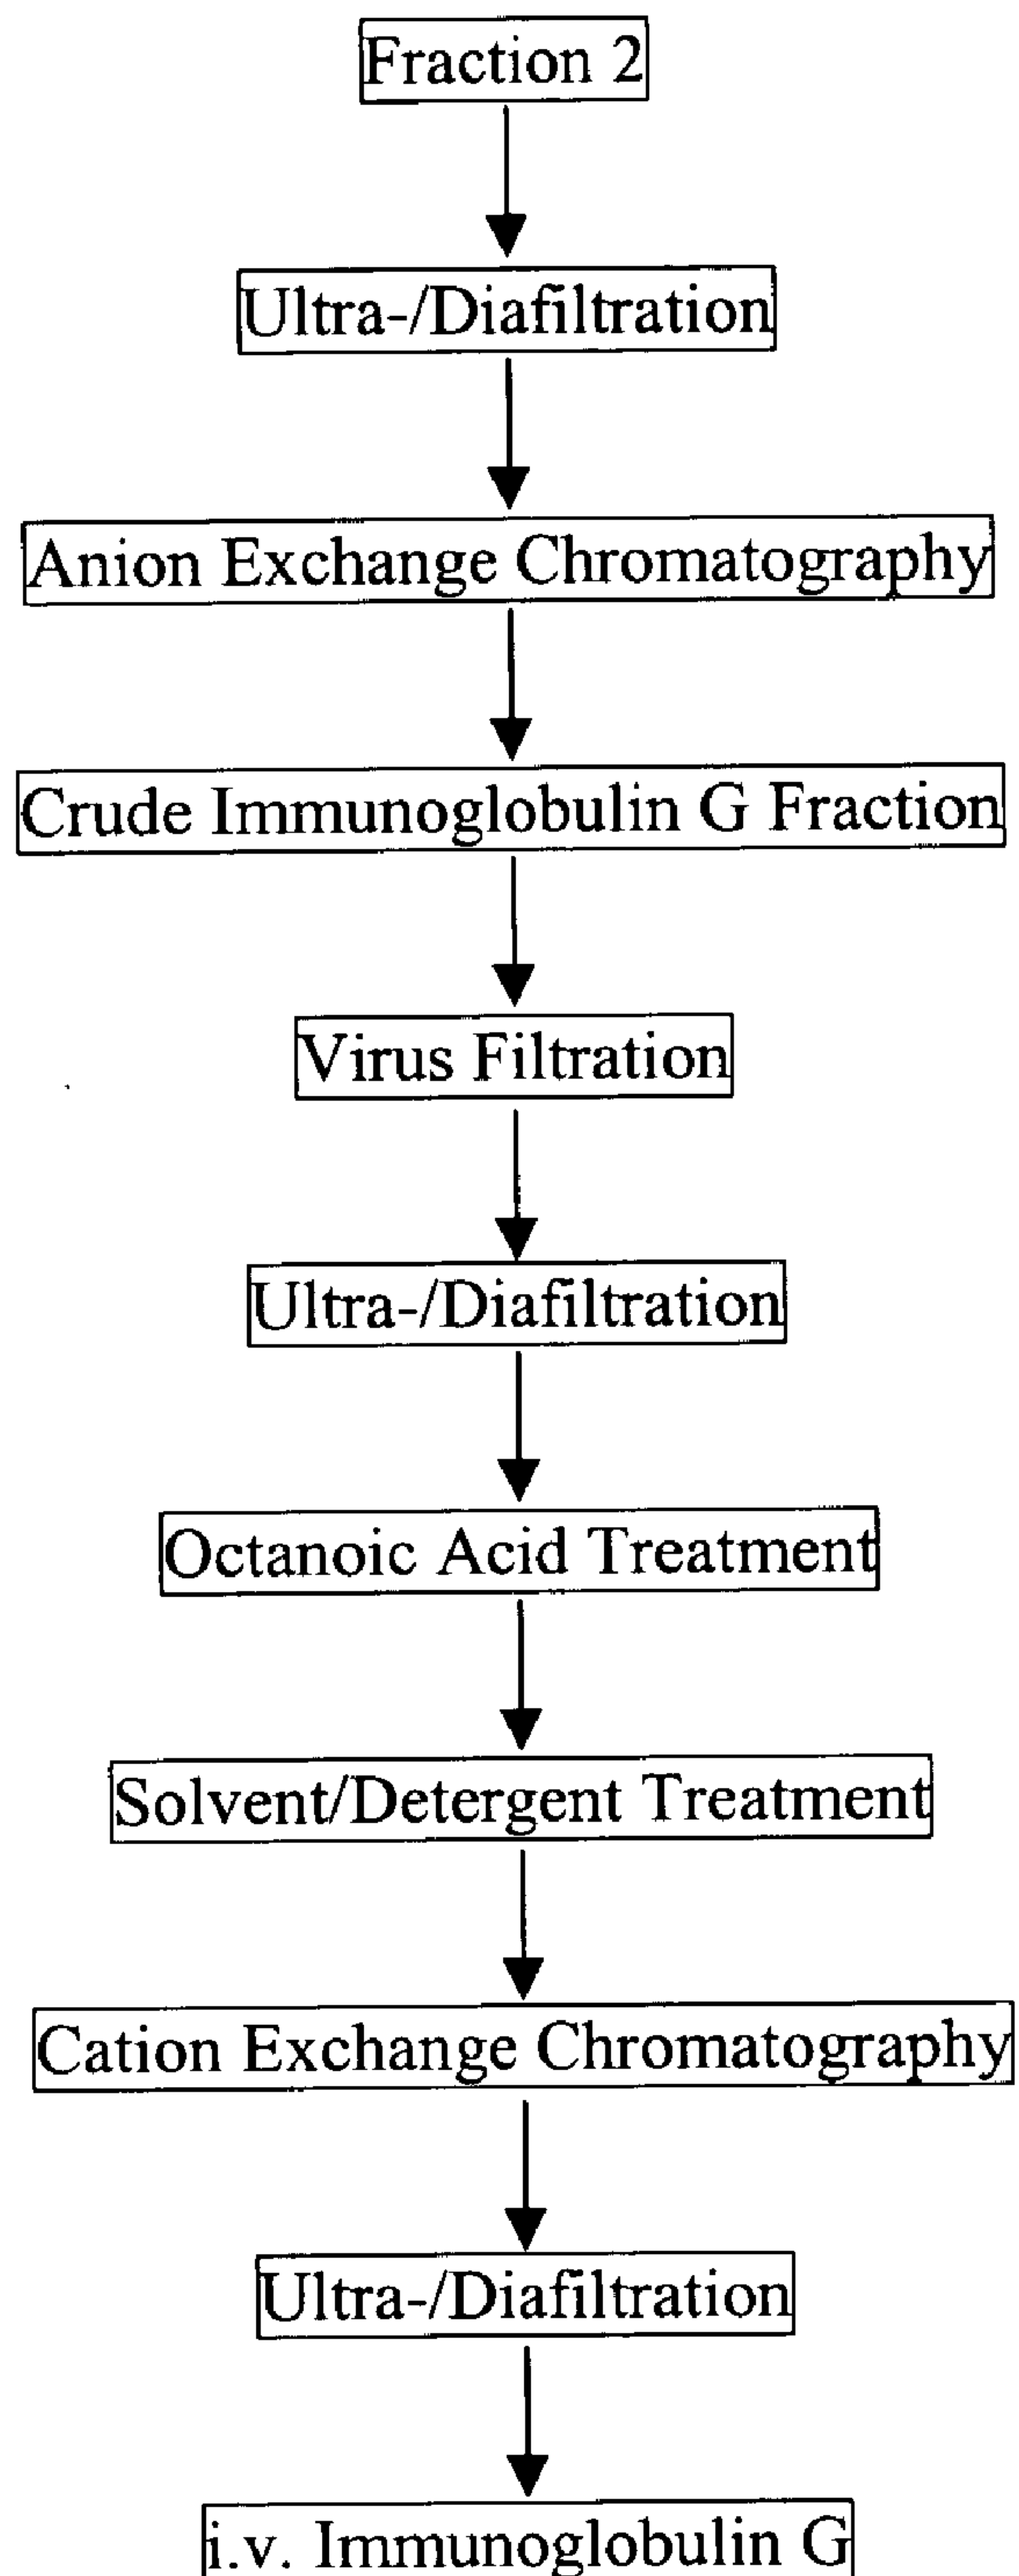 Fraction 2
Ultra-/Diafiltration
Anion Exchange Chromatography
Crude Immunoglobulin G Fraction
Virus Filtration
Ultra-/Diafiltration
Octanoic Acid Treatment
Solvent/Detergent Treatment
Cation Exchange Chromatography
Ultra-/Diafiltration
i.v. Immunoglobulin G